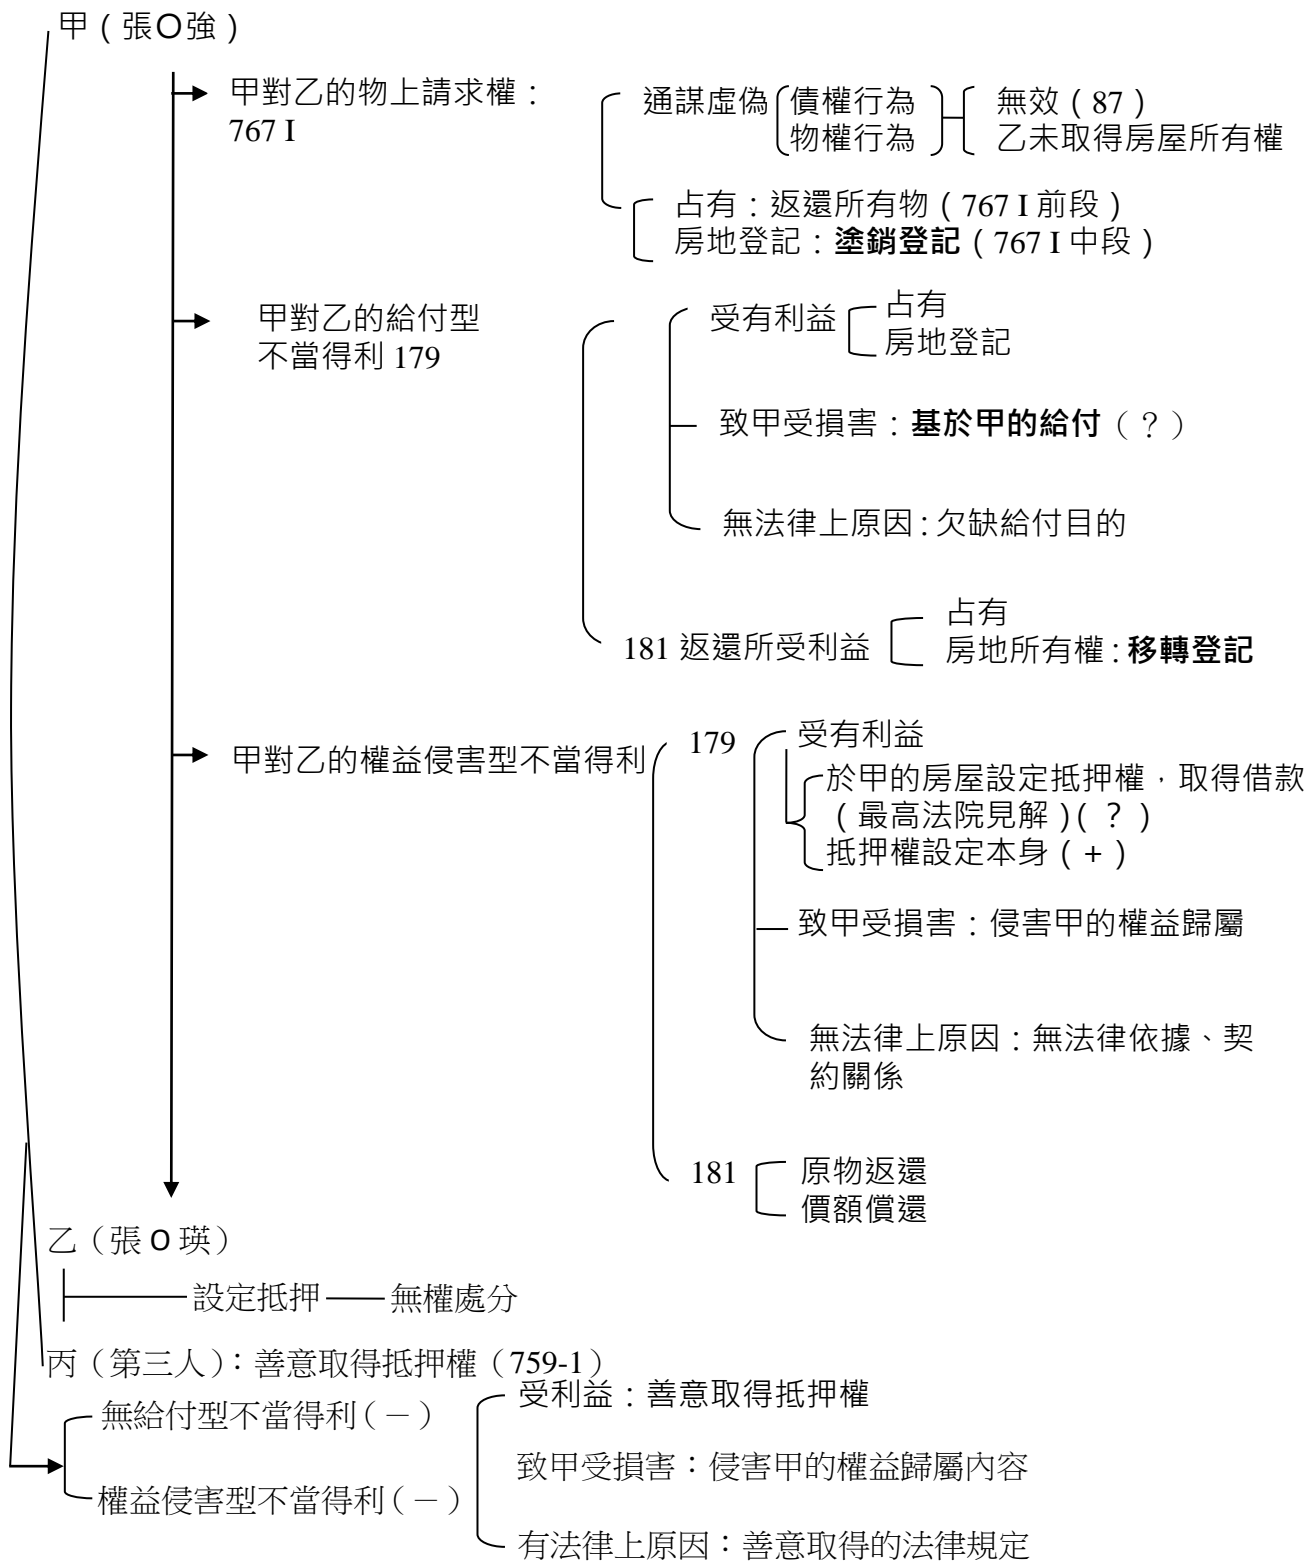 甲(張O強)
甲對乙的物上請求權：
767 I
通謀虛偽
債權行為
物權行為
無效(87)
乙未取得房屋所有權
占有：返還所有物(767 I 前段)
房地登記：塗銷登記(767 I 中段)
甲對乙的給付型
不當得利 179
受有利益
占有
房地登記
致甲受損害：基於甲的給付（?）
無法律上原因:欠缺給付目的
181 返還所受利益
占有
房地所有權:移轉登記
甲對乙的權益侵害型不當得利
179
受有利益
於甲的房屋設定抵押權，取得借款
(最高法院見解)(?)
抵押權設定本身(+)
致甲受損害：侵害甲的權益歸屬
無法律上原因：無法律依據、契
約關係
181
原物返還
價額償還
乙（張O瑛）
設定抵押
無權處分
丙（第三人）：善意取得抵押權（759-1）
無給付型不當得利(－)
權益侵害型不當得利(－)
受利益：善意取得抵押權
致甲受損害：侵害甲的權益歸屬內容
有法律上原因：善意取得的法律規定